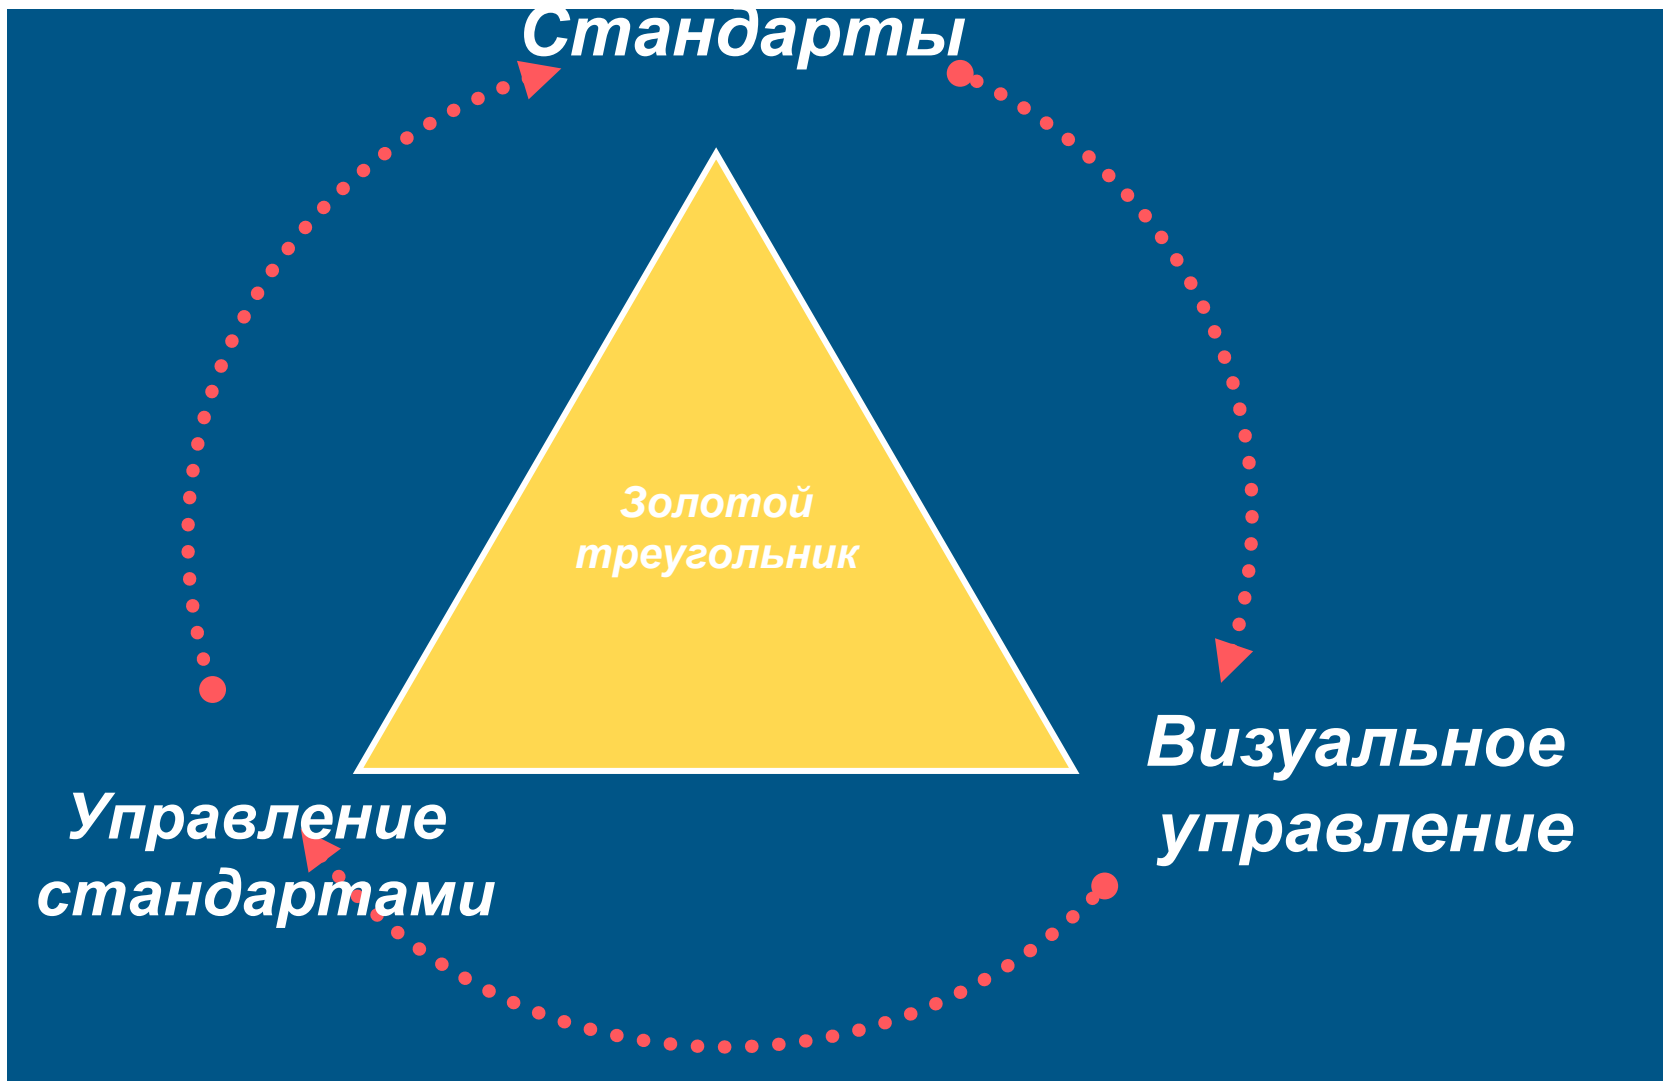 Стандарты
Золотой
треугольник
Визуальное
управление
Управление
стандартами